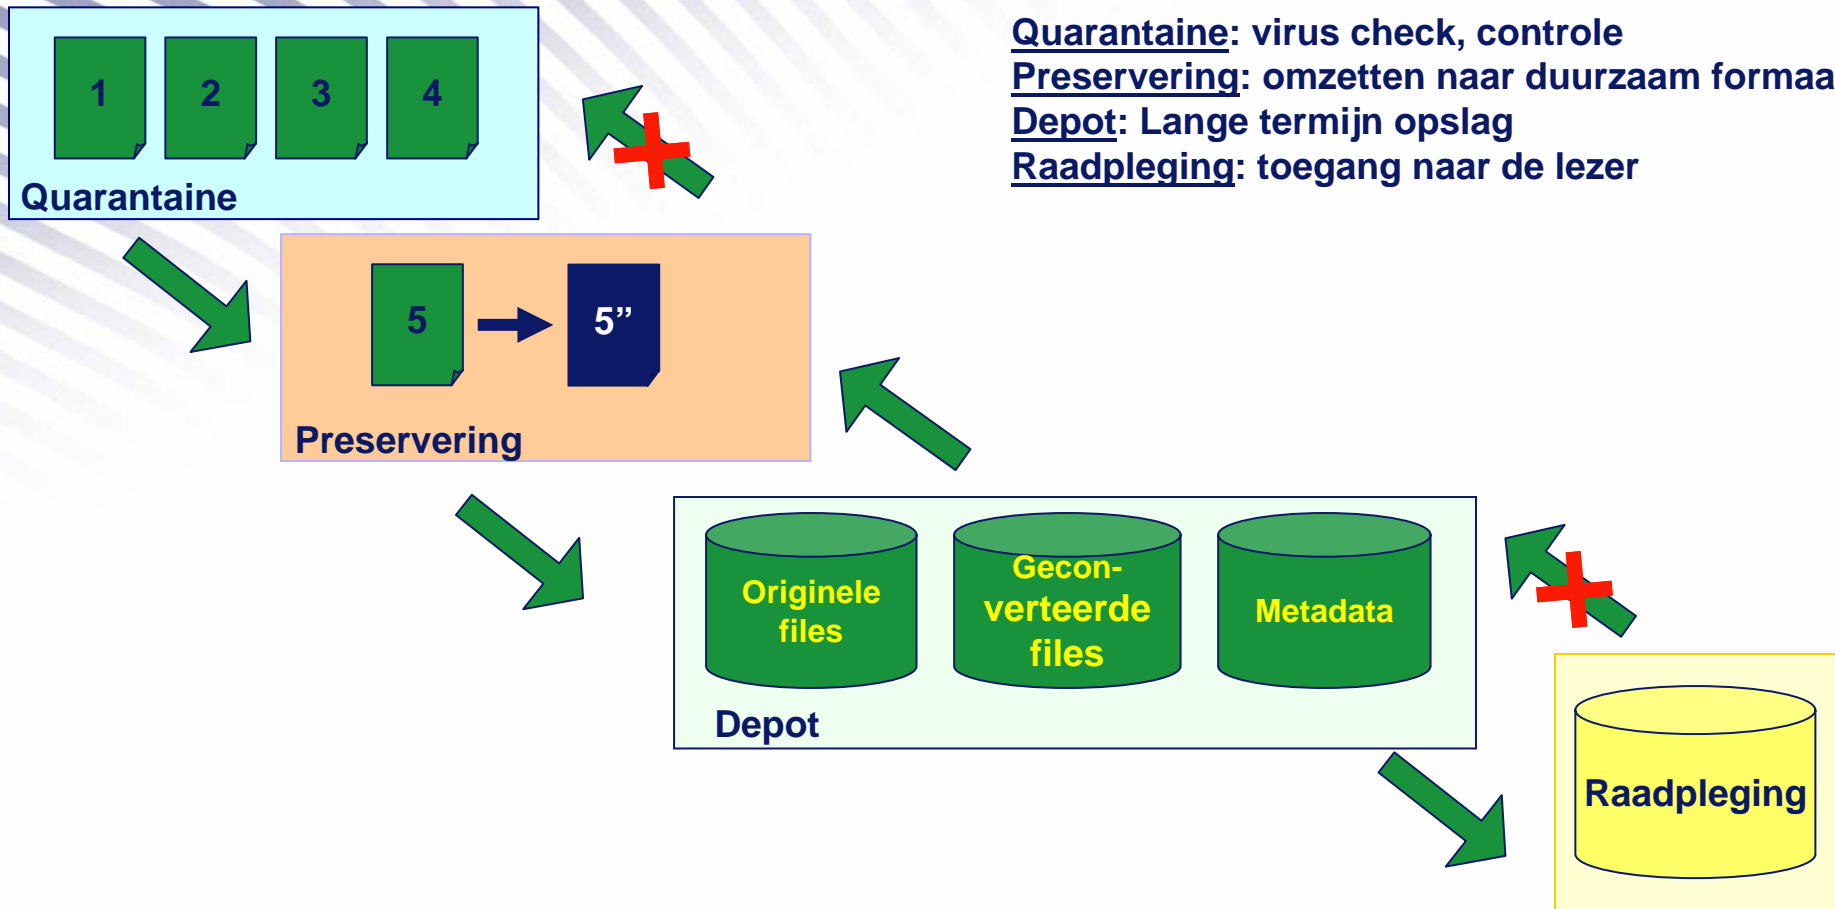 Quarantaine: virus check, controle
Preservering: omzetten naar duurzaam formaa
Depot: Lange termijn opslag
Raadpleging: toegang naar de lezer
1 2 3 4
Quarantaine
5 5”
Preservering
Originele
files
Gecon-
verteerde
files
Metadata
Depot
Raadpleging